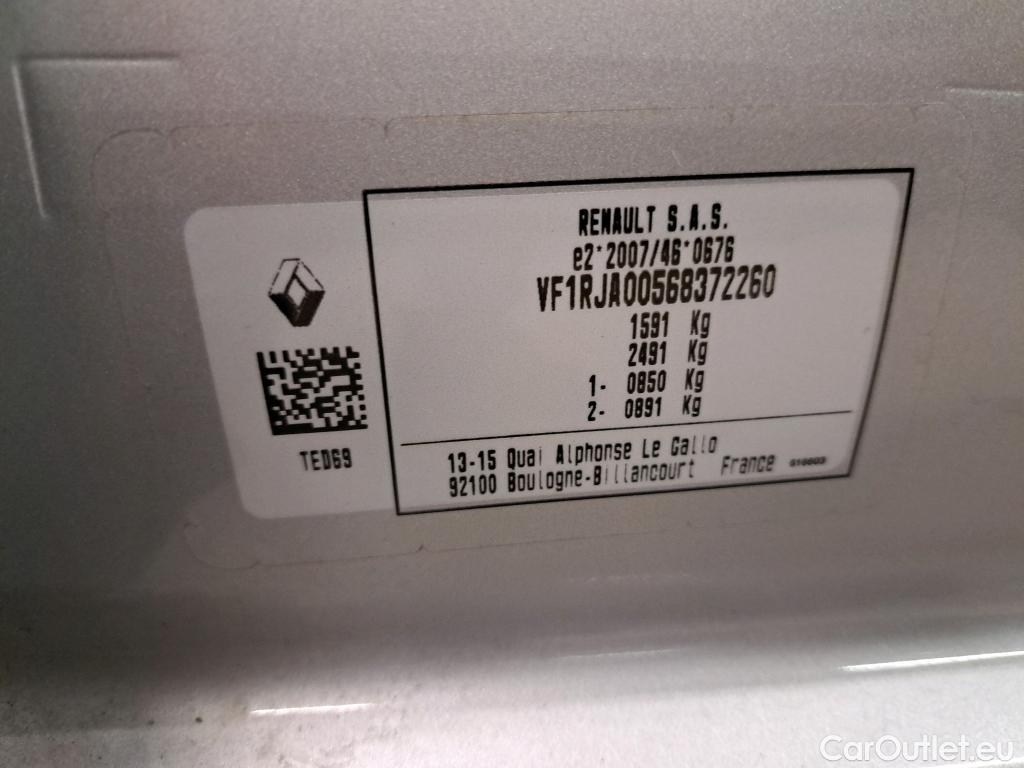 RENAULT S.A.S.
e2*2007/46*0676
VF1RJA00568372260
1591 Kg
2491 Kg
1- 0850 Kg
2- 0891 Kg
TED69
13-15 Quai Alphonse Le Gallo
92100 Boulogne-Billancourt France
CarOutlet.eu